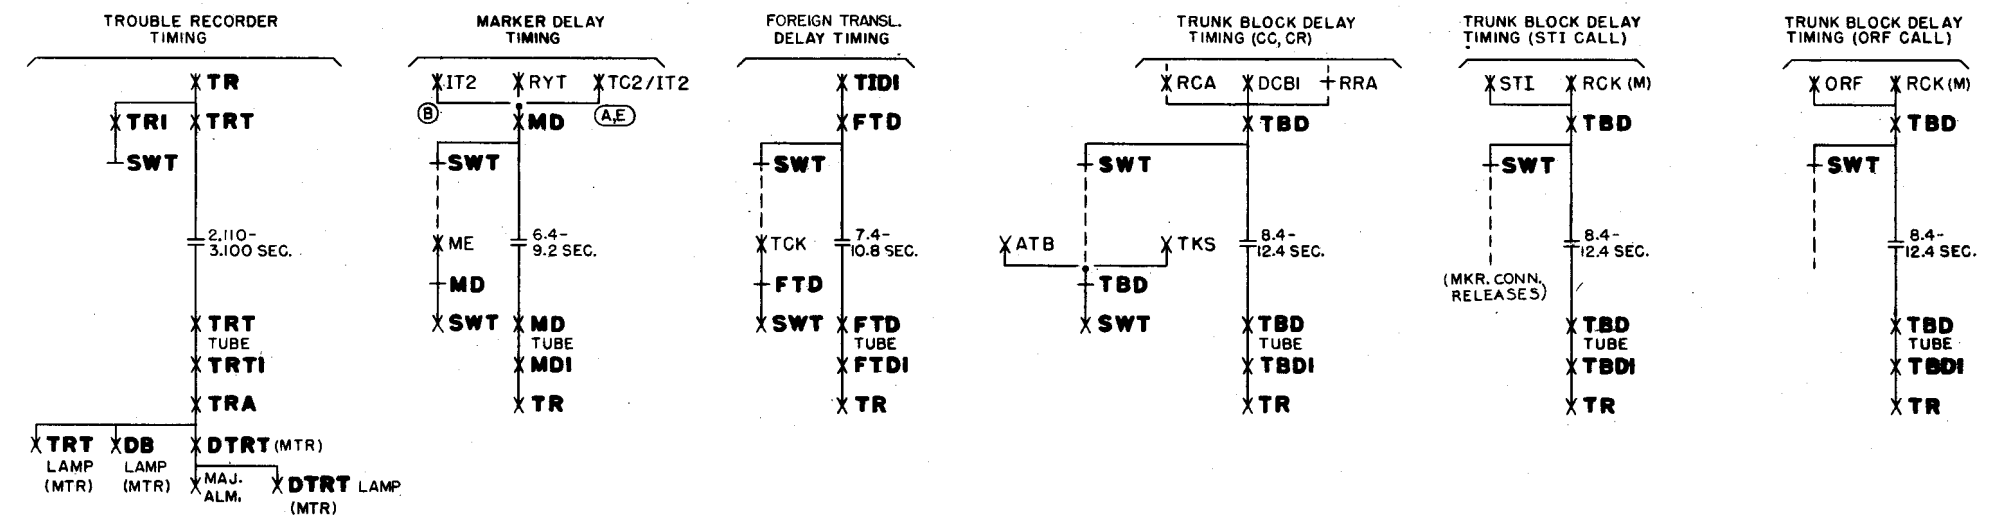 TROUBLE RECORDER
TIMING
TR
TRI
TRT
SWT
2.110-
3.100 SEC.
TRT
TUBE
TRTI
TRA
TRT
LAMP
(MTR)
DB
LAMP
(MTR)
DTRT (MTR)
MAJ.
ALM.
DTRT LAMP
(MTR)
MARKER DELAY
TIMING
IT2
RYT
TC2/IT2
B
A,E
MD
SWT
ME
6.4-
9.2 SEC.
MD
SWT
MD
TUBE
MDI
TR
FOREIGN TRANSL.
DELAY TIMING
TIDI
FTD
SWT
TCK
7.4-
10.8 SEC.
FTD
SWT
FTD
TUBE
FTDI
TR
TRUNK BLOCK DELAY
TIMING (CC, CR)
RCA
DCBI
RRA
TBD
SWT
ATB
TKS
8.4-
12.4 SEC.
TBD
SWT
TBD
TUBE
TBDI
TR
TRUNK BLOCK DELAY
TIMING (STI CALL)
STI
RCK (M)
TBD
SWT
8.4-
12.4 SEC.
(MKR. CONN.
RELEASES)
TBD
TUBE
TBDI
TR
TRUNK BLOCK DELAY
TIMING (ORF CALL)
ORF
RCK (M)
TBD
SWT
8.4-
12.4 SEC.
TBD
TUBE
TBDI
TR